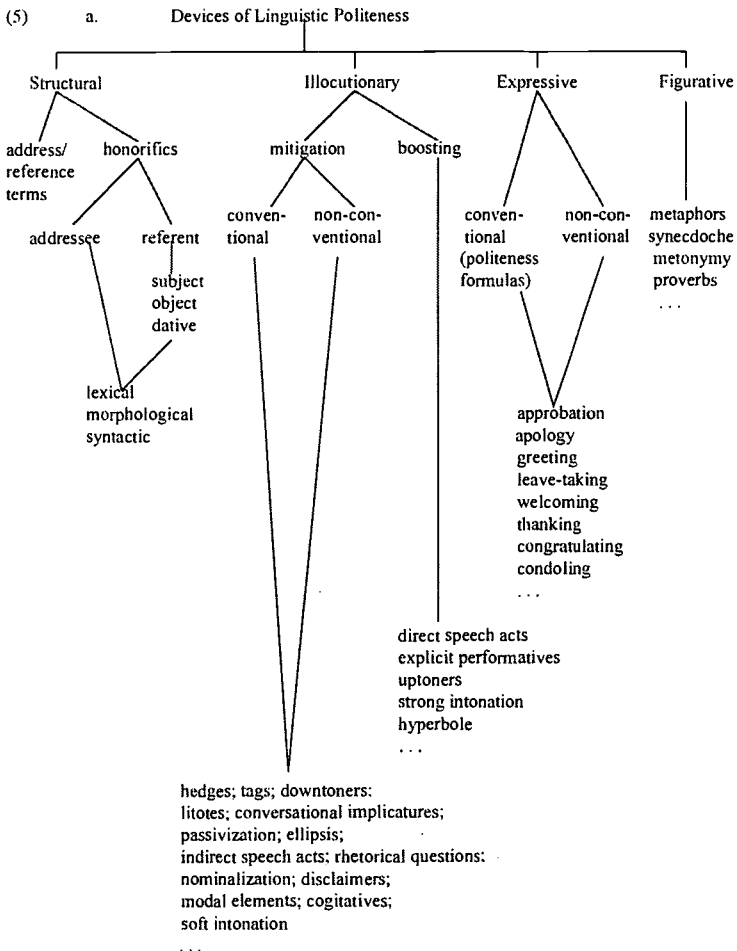 (5) a. Devices of Linguistic Politeness
Structural Illocutionary Expressive Figurative
address/
reference
terms
honorifics
mitigation
boosting
addressee
referent
subject
object
dative
lexical
morphological
syntactic
conven-
tional
non-con-
ventional
conven-
tional
(politeness
formulas)
non-con-
ventional
metaphors
synecdoche
metonymy
proverbs
...
approbation
apology
greeting
leave-taking
welcoming
thanking
congratulating
condoling
...
direct speech acts
explicit performatives
uptoners
strong intonation
hyperbole
...
hedges; tags; downtoners:
litotes; conversational implicatures;
passivization; ellipsis;
indirect speech acts; rhetorical questions:
nominalization; disclaimers;
modal elements; cogitatives;
soft intonation
...